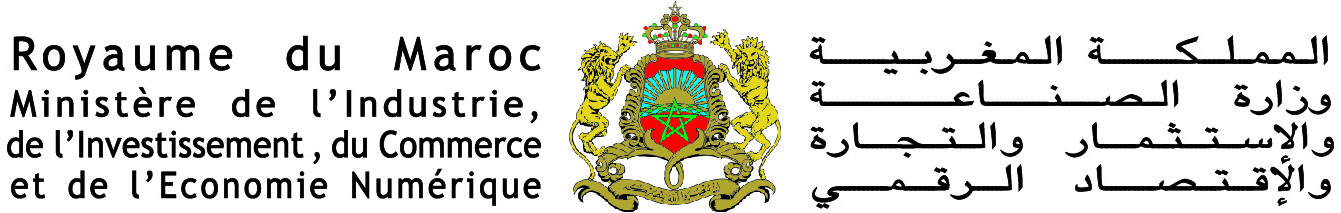 Royaume du Maroc
Ministère de l'Industrie,
de l'Investissement , du Commerce
et de l'Economie Numérique
المملكة المغربية
وزارة الصناعة
والإستثمار والتجارة
والإقتصاد الرقمي